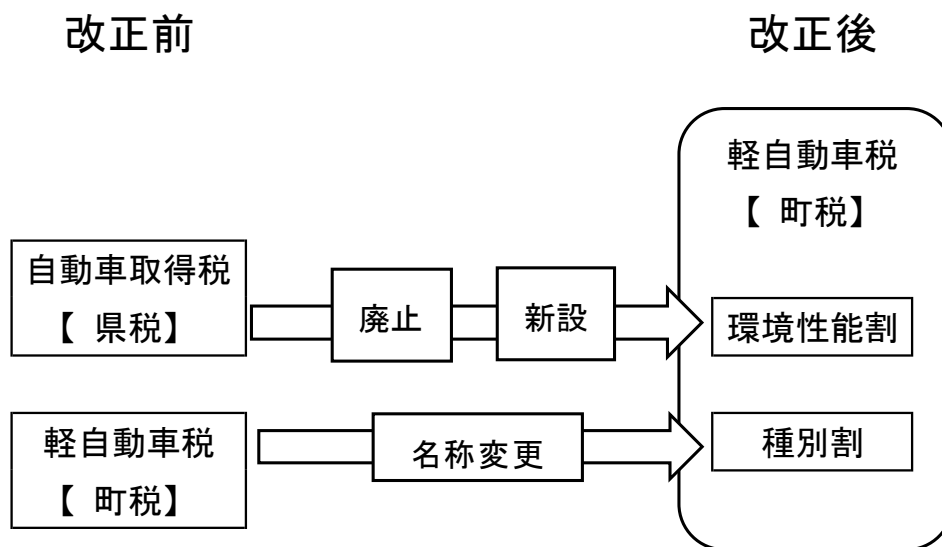 改正前
改正後
軽自動車税
【 町税】
自動車取得税
【 県税】
廃止
新設
環境性能割
軽自動車税
【 町税】
名称変更
種別割